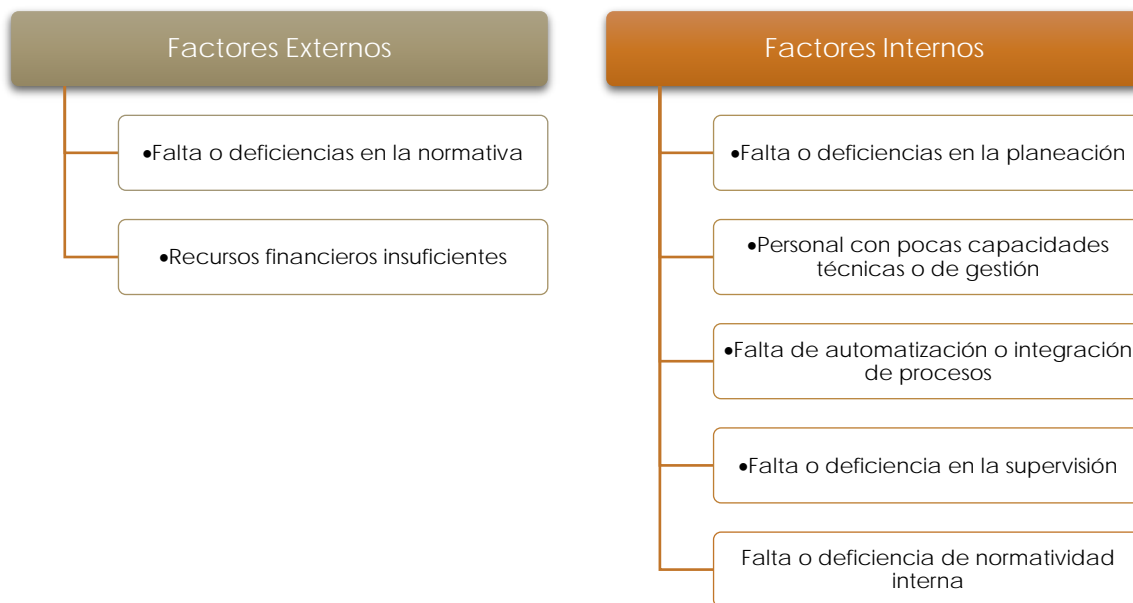 Factores Externos
•Falta o deficiencias en la normativa
•Recursos financieros insuficientes
Factores Internos
•Falta o deficiencias en la planeación
•Personal con pocas capacidades
técnicas o de gestión
•Falta de automatización o integración
de procesos
•Falta o deficiencia en la supervisión
Falta o deficiencia de normatividad
interna